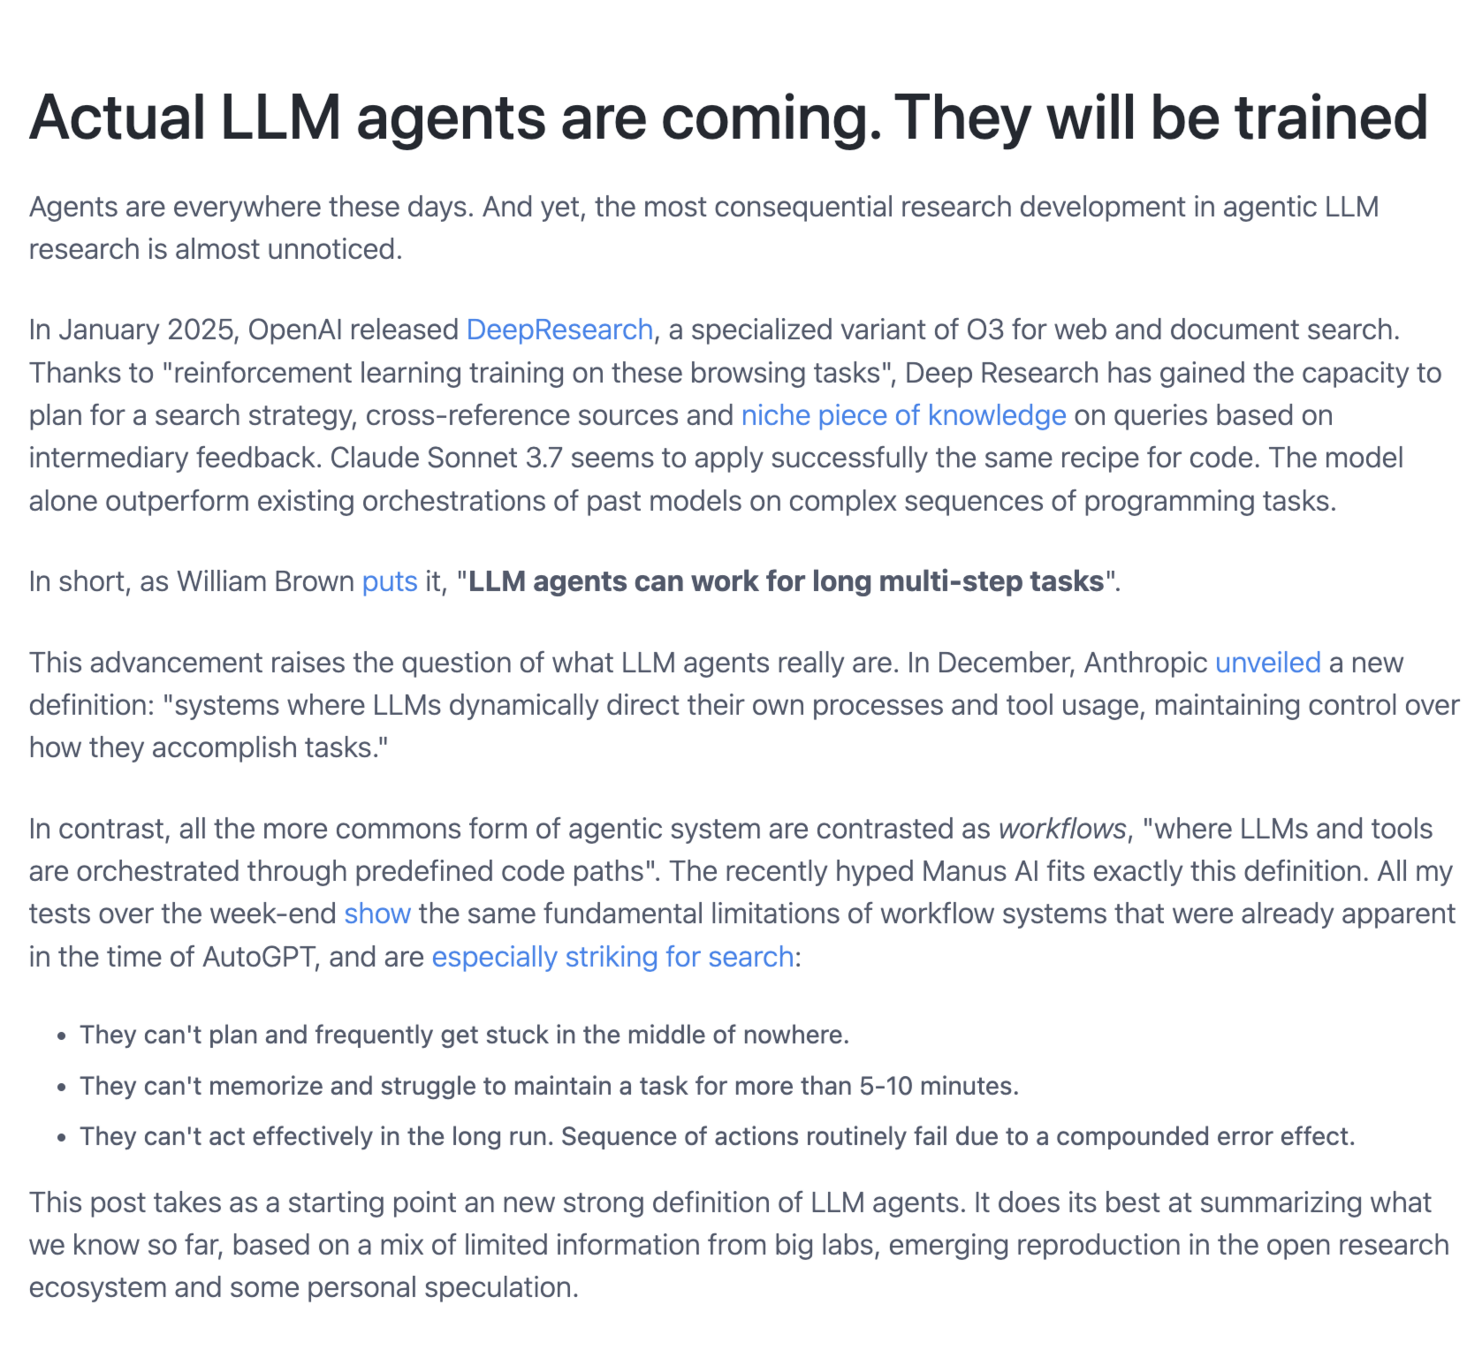 Actual LLM agents are coming. They will be trained
Agents are everywhere these days. And yet, the most consequential research development in agentic LLM
research is almost unnoticed.
In January 2025, OpenAI released DeepResearch, a specialized variant of O3 for web and document search.
Thanks to "reinforcement learning training on these browsing tasks", Deep Research has gained the capacity to
plan for a search strategy, cross-reference sources and niche piece of knowledge on queries based on
intermediary feedback. Claude Sonnet 3.7 seems to apply successfully the same recipe for code. The model
alone outperform existing orchestrations of past models on complex sequences of programming tasks.
In short, as William Brown puts it, "LLM agents can work for long multi-step tasks".
This advancement raises the question of what LLM agents really are. In December, Anthropic unveiled a new
definition: "systems where LLMs dynamically direct their own processes and tool usage, maintaining control over
how they accomplish tasks."
In contrast, all the more commons form of agentic system are contrasted as workflows, "where LLMs and tools
are orchestrated through predefined code paths". The recently hyped Manus AI fits exactly this definition. All my
tests over the week-end show the same fundamental limitations of workflow systems that were already apparent
in the time of AutoGPT, and are especially striking for search:
• They can't plan and frequently get stuck in the middle of nowhere.
• They can't memorize and struggle to maintain a task for more than 5-10 minutes.
• They can't act effectively in the long run. Sequence of actions routinely fail due to a compounded error effect.
This post takes as a starting point an new strong definition of LLM agents. It does its best at summarizing what
we know so far, based on a mix of limited information from big labs, emerging reproduction in the open research
ecosystem and some personal speculation.